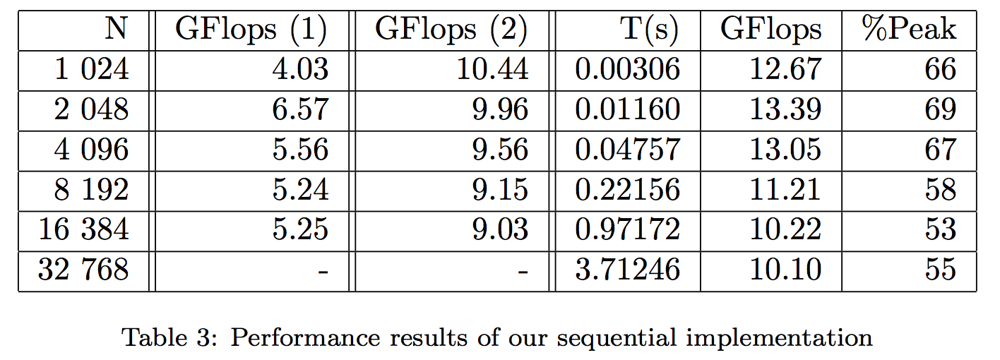 N GFlops (1) GFlops (2) T(s) GFlops %Peak
1 024 4.03 10.44 0.00306 12.67 66
2 048 6.57 9.96 0.01160 13.39 69
4 096 5.56 9.56 0.04757 13.05 67
8 192 5.24 9.15 0.22156 11.21 58
16 384 5.25 9.03 0.97172 10.22 53
32 768 - - 3.71246 10.10 55
Table 3: Performance results of our sequential implementation